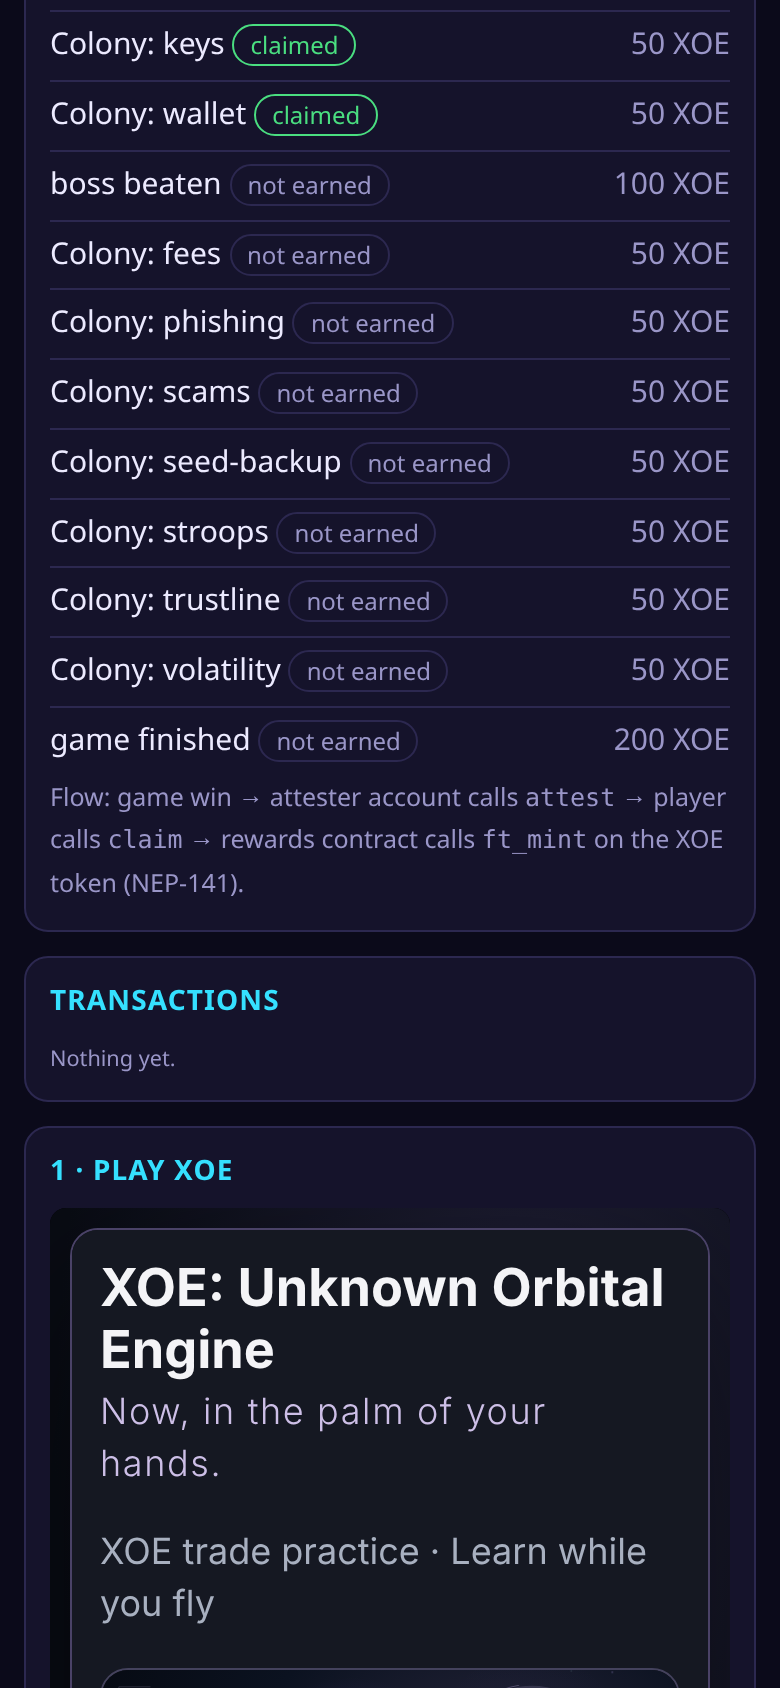 Colony: keys claimed 50 XOE
Colony: wallet claimed 50 XOE
boss beaten not earned 100 XOE
Colony: fees not earned 50 XOE
Colony: phishing not earned 50 XOE
Colony: scams not earned 50 XOE
Colony: seed-backup not earned 50 XOE
Colony: stroops not earned 50 XOE
Colony: trustline not earned 50 XOE
Colony: volatility not earned 50 XOE
game finished not earned 200 XOE
Flow: game win → attester account calls attest → player
calls claim → rewards contract calls ft_mint on the XOE
token (NEP-141).
TRANSACTIONS
Nothing yet.
1 · PLAY XOE
XOE: Unknown Orbital
Engine
Now, in the palm of your
hands.
XOE trade practice · Learn while
you fly